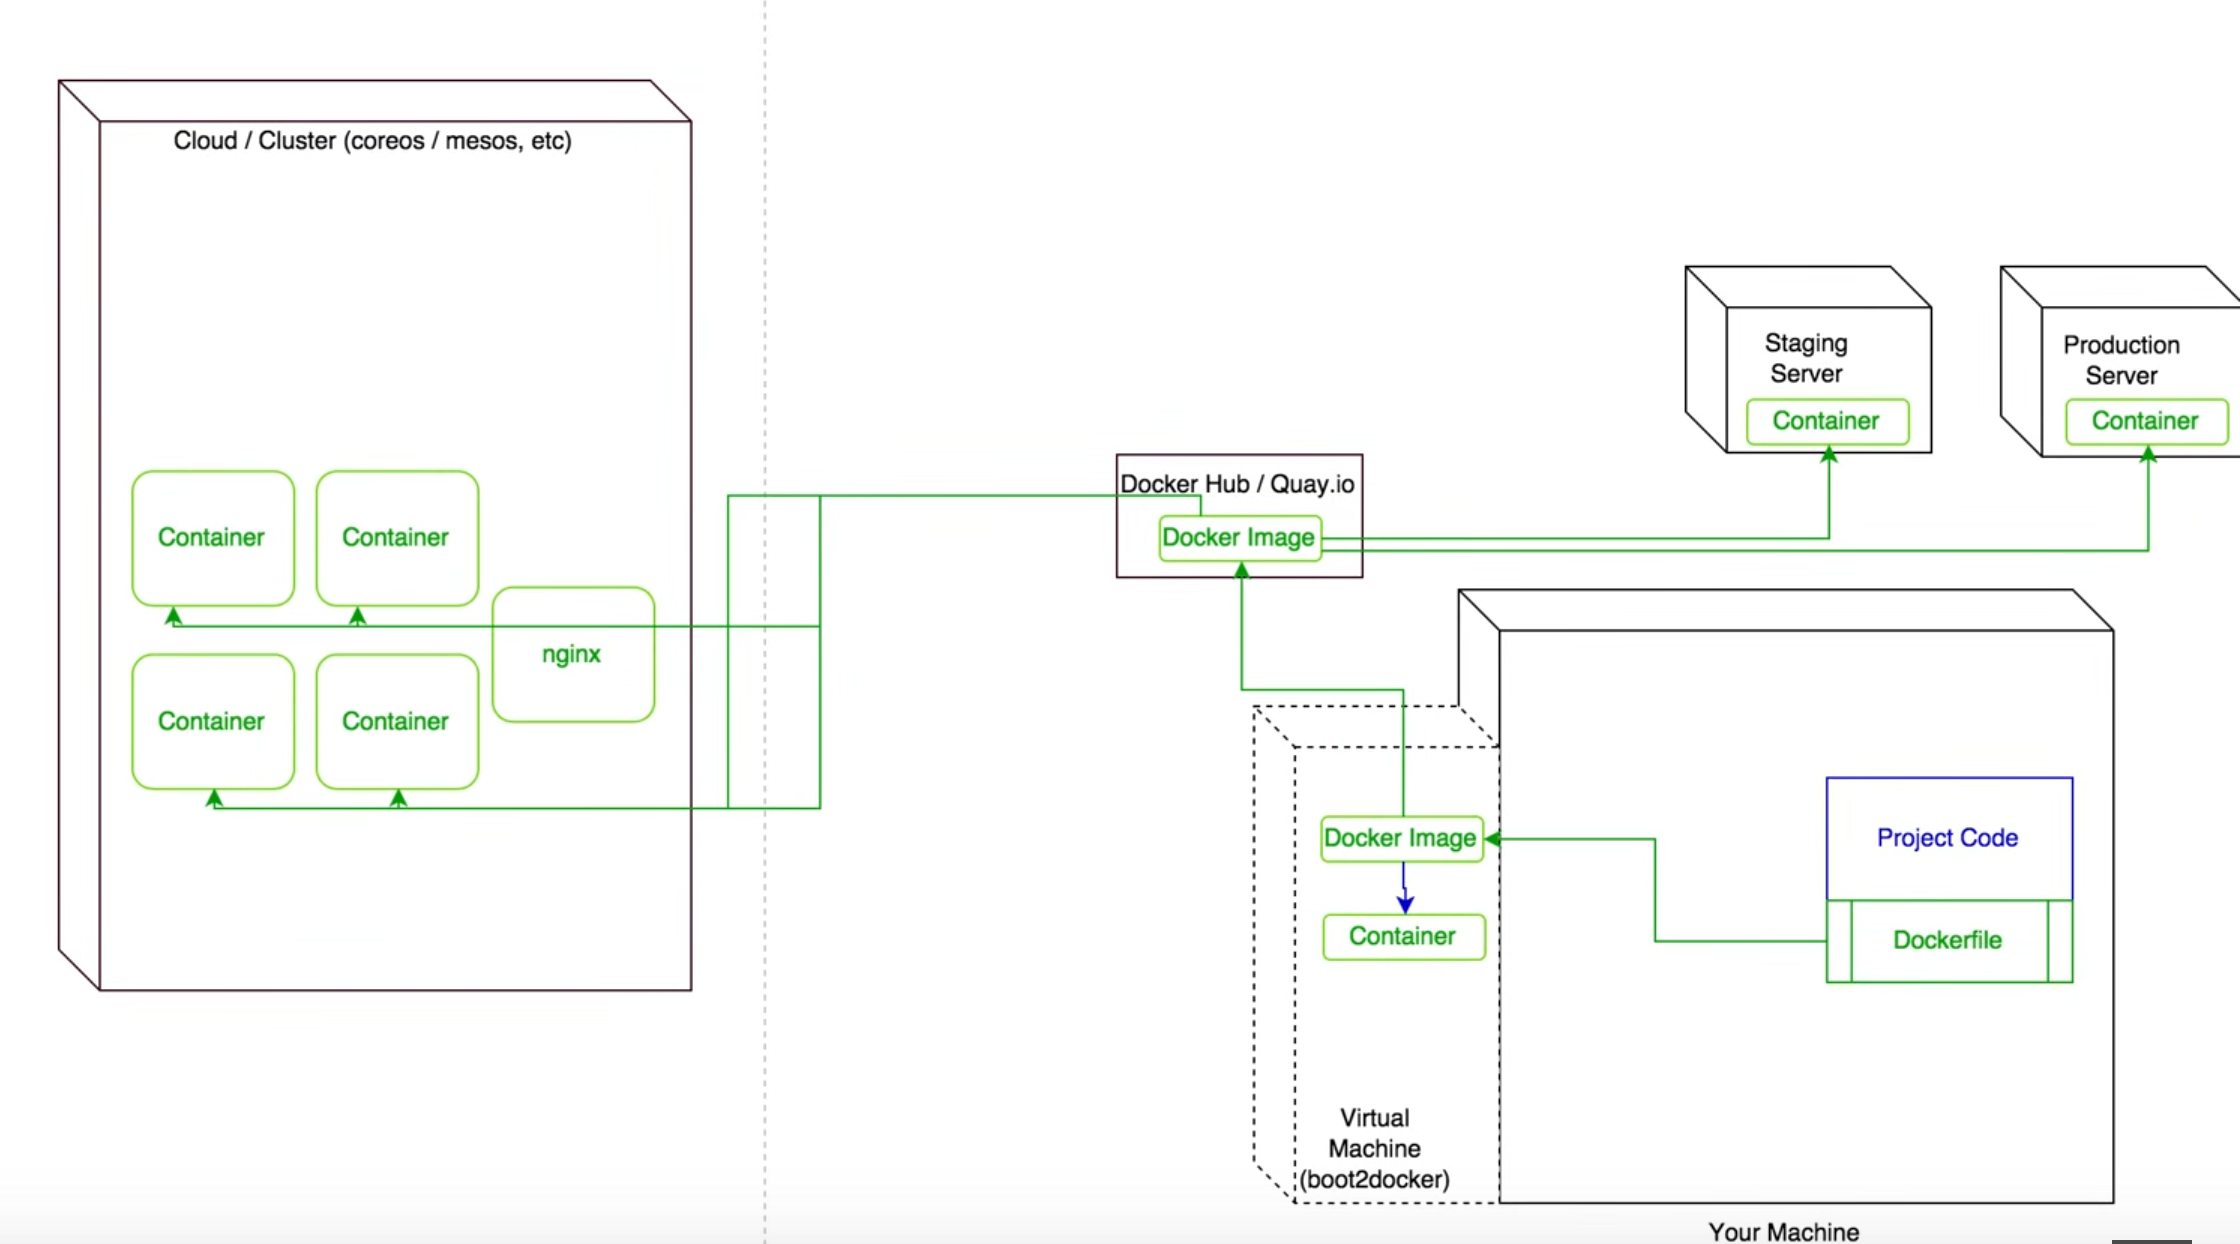 Cloud / Cluster (coreos / mesos, etc)
Container
Container
nginx
Container
Container
Docker Hub / Quay.io
Docker Image
Staging
Server
Container
Production
Server
Container
Docker Image
Container
Virtual
Machine
(boot2docker)
Project Code
Dockerfile
Your Machine